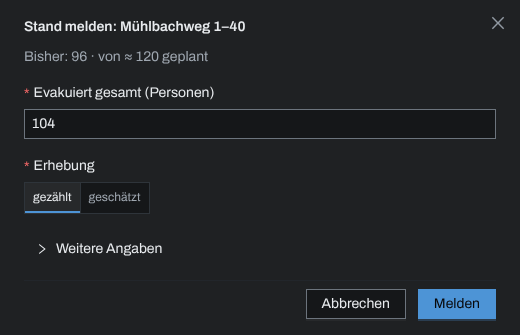 Stand melden: Mühlbachweg 1–40
Bisher: 96 · von ≈ 120 geplant
* Evakuiert gesamt (Personen)
104
* Erhebung
gezählt geschätzt
Weitere Angaben
Abbrechen Melden